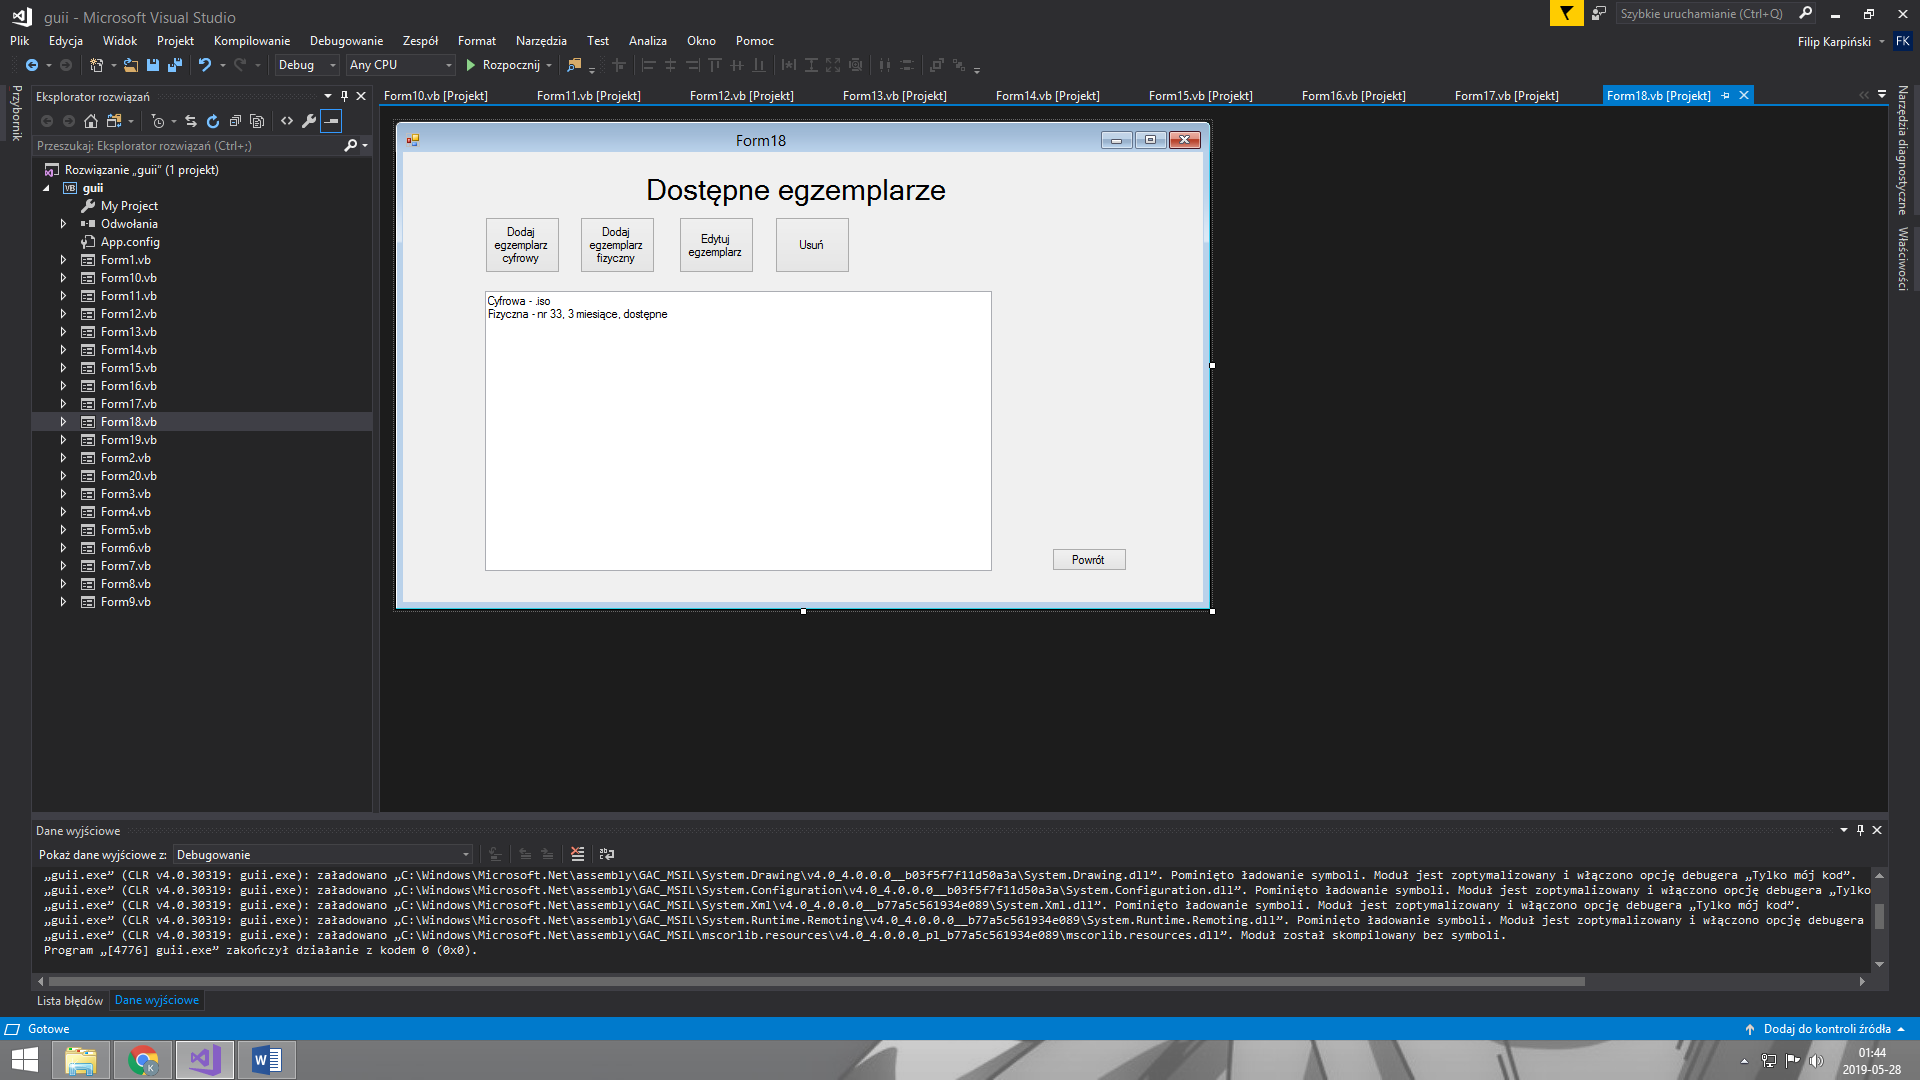 guii - Microsoft Visual Studio
Szybkie uruchamianie (Ctrl+Q)
Plik Edycja Widok Projekt Kompilowanie Debugowanie Zespół Format Narzędzia Test Analiza Okno Pomoc
Filip Karpiński FK
Debug Any CPU Rozpocznij
Przybornik
Eksplorator rozwiązań
Form10.vb [Projekt] Form11.vb [Projekt] Form12.vb [Projekt] Form13.vb [Projekt] Form14.vb [Projekt] Form15.vb [Projekt] Form16.vb [Projekt] Form17.vb [Projekt] Form18.vb [Projekt]
Narzędzia diagnostyczne
Właściwości
Przeszukaj: Eksplorator rozwiązań (Ctrl+;)
Rozwiązanie „guii” (1 projekt)
VB guii
My Project
Odwołania
App.config
Form1.vb
Form10.vb
Form11.vb
Form12.vb
Form13.vb
Form14.vb
Form15.vb
Form16.vb
Form17.vb
Form18.vb
Form19.vb
Form2.vb
Form20.vb
Form3.vb
Form4.vb
Form5.vb
Form6.vb
Form7.vb
Form8.vb
Form9.vb
Form18
Dostępne egzemplarze
Dodaj
egzemplarz
cyfrowy
Dodaj
egzemplarz
fizyczny
Edytuj
egzemplarz
Usuń
Cyfrowa - .iso
Fizyczna - nr 33, 3 miesiące, dostępne
Powrót
Dane wyjściowe
Pokaż dane wyjściowe z: Debugowanie
„guii.exe” (CLR v4.0.30319: guii.exe): załadowano „C:\Windows\Microsoft.Net\assembly\GAC_MSIL\System.Drawing\v4.0_4.0.0.0__b03f5f7f11d50a3a\System.Drawing.dll”. Pominięto ładowanie symboli. Moduł jest zoptymalizowany i włączono opcję debugera „Tylko mój kod”.
„guii.exe” (CLR v4.0.30319: guii.exe): załadowano „C:\Windows\Microsoft.Net\assembly\GAC_MSIL\System.Configuration\v4.0_4.0.0.0__b03f5f7f11d50a3a\System.Configuration.dll”. Pominięto ładowanie symboli. Moduł jest zoptymalizowany i włączono opcję debugera „Tylko
„guii.exe” (CLR v4.0.30319: guii.exe): załadowano „C:\Windows\Microsoft.Net\assembly\GAC_MSIL\System.Xml\v4.0_4.0.0.0__b77a5c561934e089\System.Xml.dll”. Pominięto ładowanie symboli. Moduł jest zoptymalizowany i włączono opcję debugera „Tylko mój kod”.
„guii.exe” (CLR v4.0.30319: guii.exe): załadowano „C:\Windows\Microsoft.Net\assembly\GAC_MSIL\System.Runtime.Remoting\v4.0_4.0.0.0__b77a5c561934e089\System.Runtime.Remoting.dll”. Pominięto ładowanie symboli. Moduł jest zoptymalizowany i włączono opcję debugera
„guii.exe” (CLR v4.0.30319: guii.exe): załadowano „C:\Windows\Microsoft.Net\assembly\GAC_MSIL\mscorlib.resources\v4.0_4.0.0.0_pl_b77a5c561934e089\mscorlib.resources.dll”. Moduł został skompilowany bez symboli.
Program „[4776] guii.exe” zakończył działanie z kodem 0 (0x0).
Lista błędów Dane wyjściowe
Gotowe
Dodaj do kontroli źródła
01:44
2019-05-28